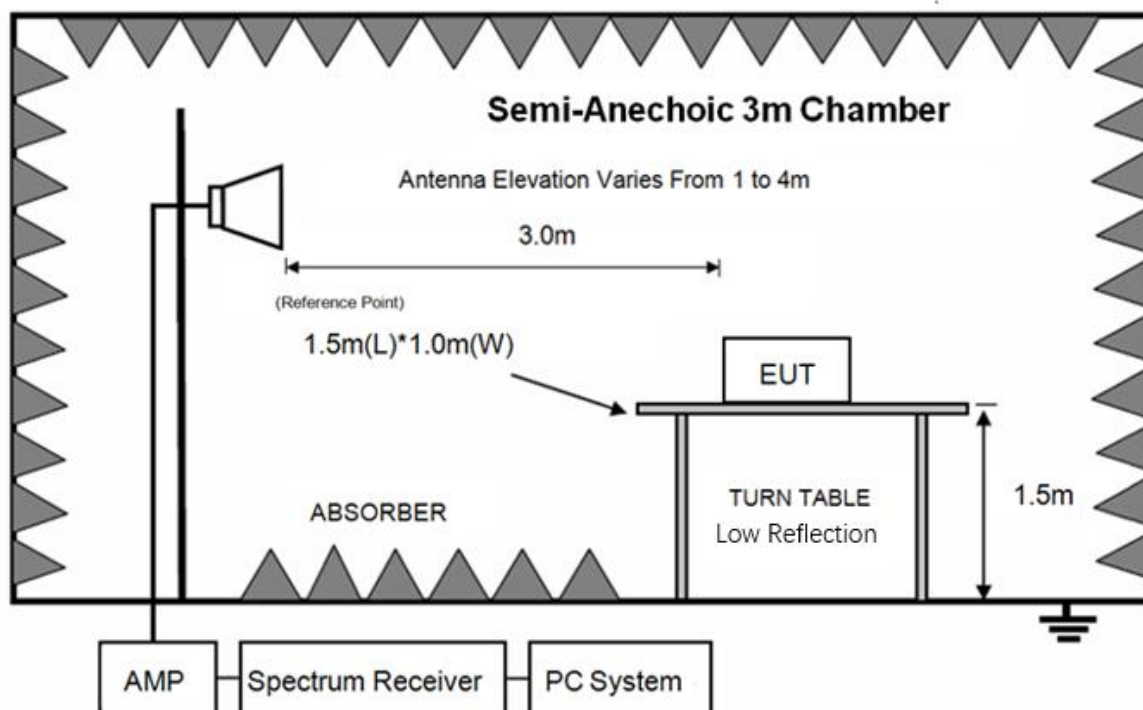 Semi-Anechoic 3m Chamber
Antenna Elevation Varies From 1 to 4m
3.0m
(Reference Point)
1.5m(L)*1.0m(W)
EUT
1.5m
TURN TABLE
Low Reflection
ABSORBER
AMP
Spectrum Receiver
PC System